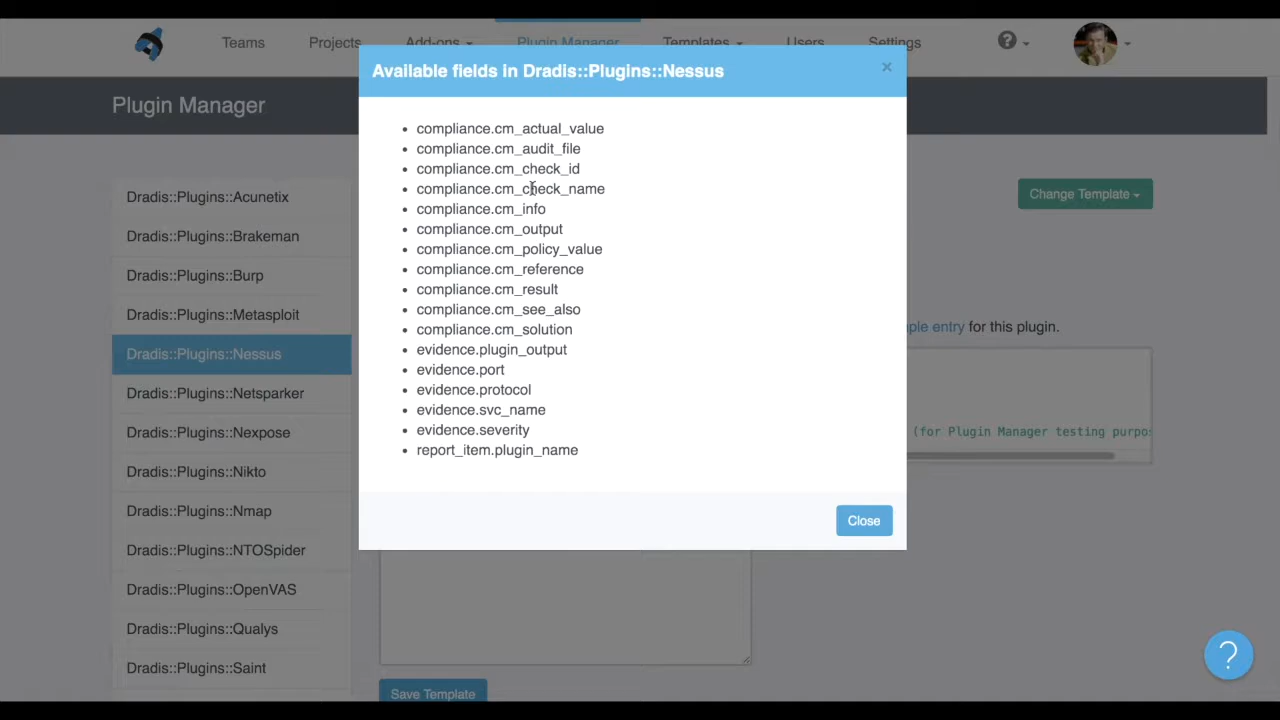 Teams Projects Add-ons Plugin Manager Templates Users Settings
Available fields in Dradis::Plugins::Nessus
×
Plugin Manager
compliance.cm_actual_value
compliance.cm_audit_file
compliance.cm_check_id
compliance.cm_check_name
compliance.cm_info
compliance.cm_output
compliance.cm_policy_value
compliance.cm_reference
compliance.cm_result
compliance.cm_see_also
compliance.cm_solution
evidence.plugin_output
evidence.port
evidence.protocol
evidence.svc_name
evidence.severity
report_item.plugin_name
Close
Dradis::Plugins::Acunetix
Dradis::Plugins::Brakeman
Dradis::Plugins::Burp
Dradis::Plugins::Metasploit
Dradis::Plugins::Nessus
Dradis::Plugins::Netsparker
Dradis::Plugins::Nexpose
Dradis::Plugins::Nikto
Dradis::Plugins::Nmap
Dradis::Plugins::NTOSpider
Dradis::Plugins::OpenVAS
Dradis::Plugins::Qualys
Dradis::Plugins::Saint
Change Template
entry for this plugin.
(for Plugin Manager testing
Save Template
?
?